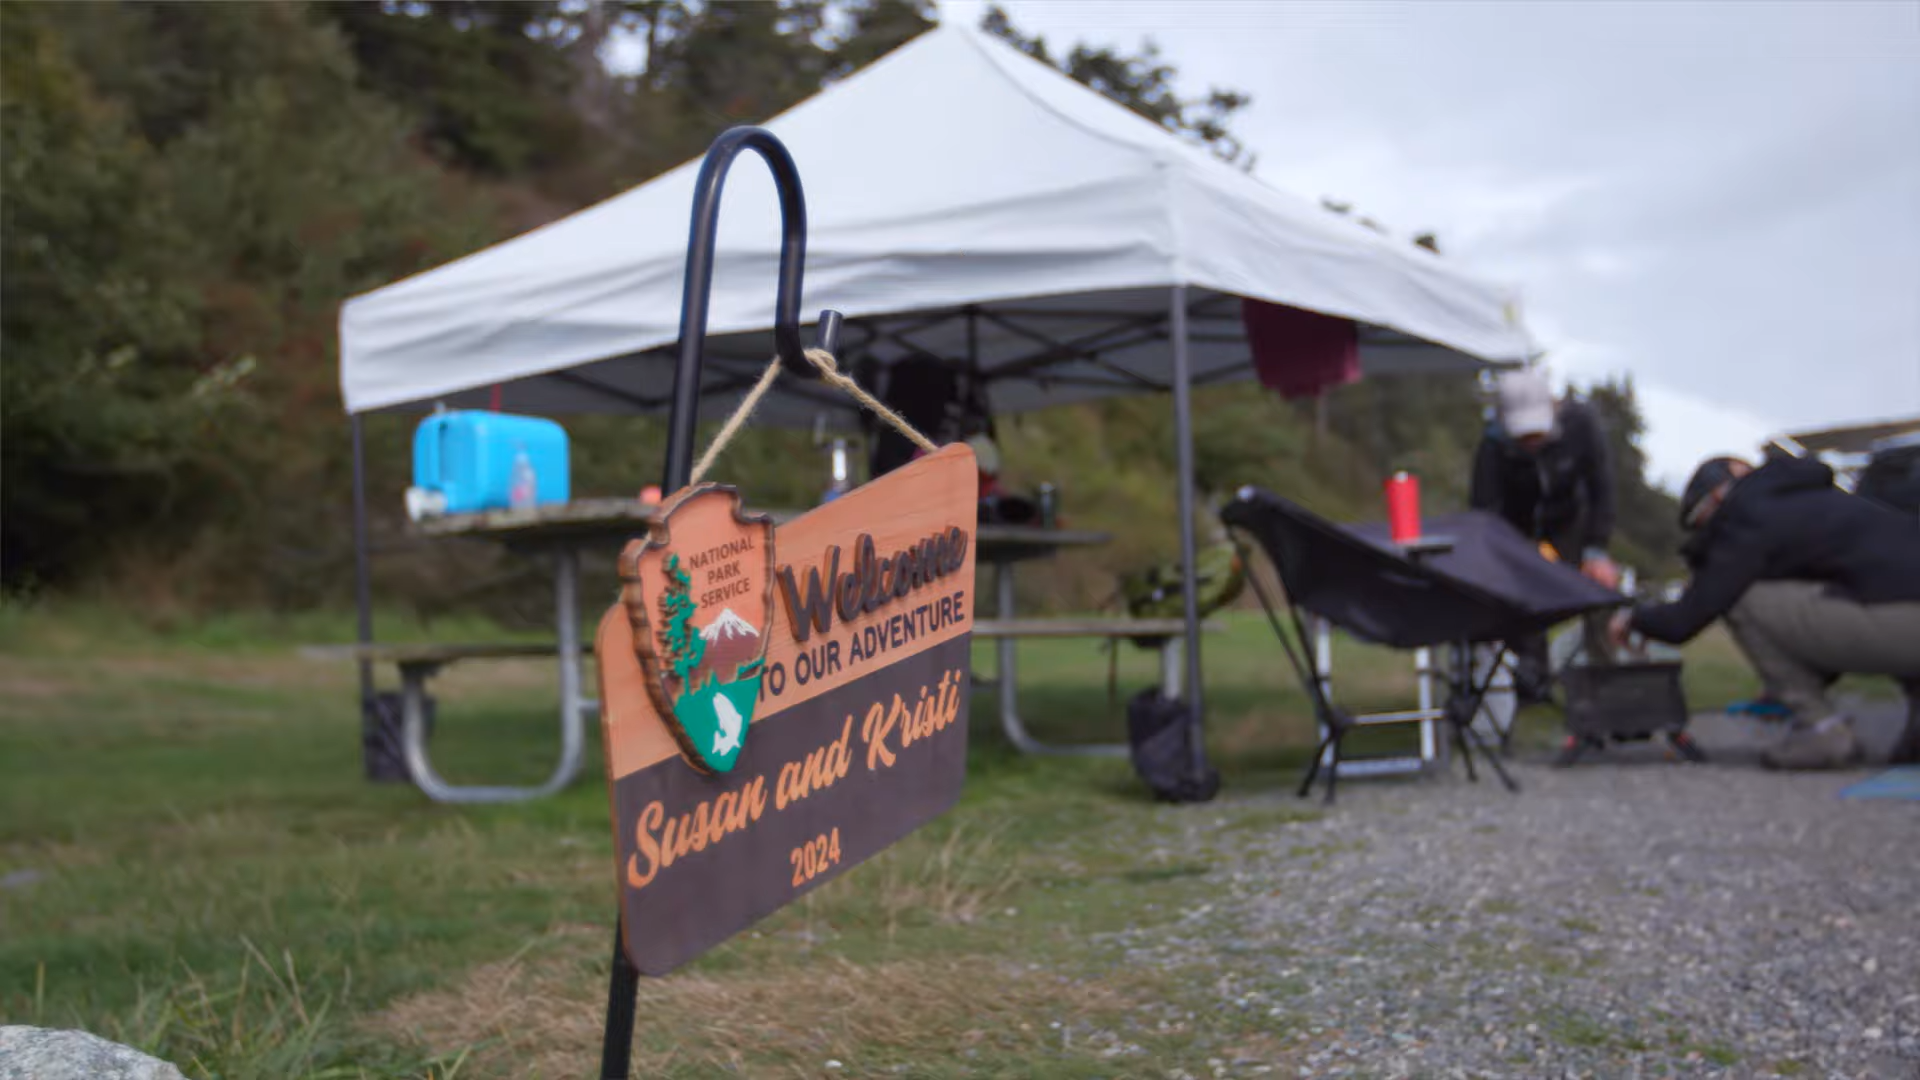 NATIONAL
PARK
SERVICE
Welcome
TO OUR ADVENTURE
Susan and Kristi
2024